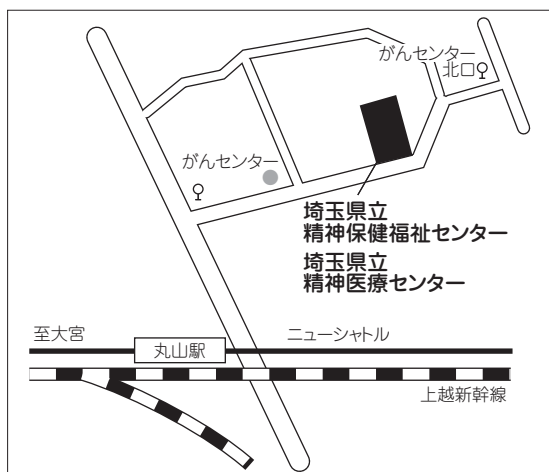 がんセンター
北口
がんセンター
埼玉県立
精神保健福祉センター
埼玉県立
精神医療センター
至大宮
ニューシャトル
丸山駅
上越新幹線